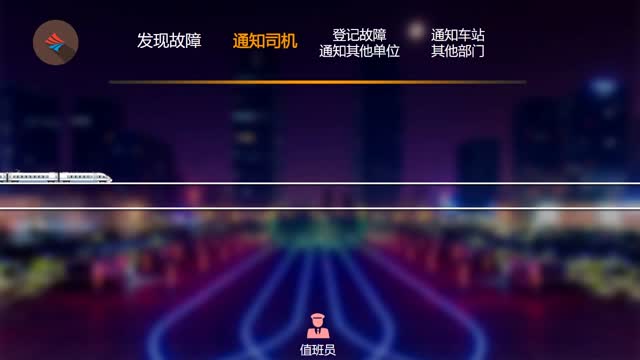 发现故障
通知司机
登记故障
通知其他单位
通知车站
其他部门
值班员